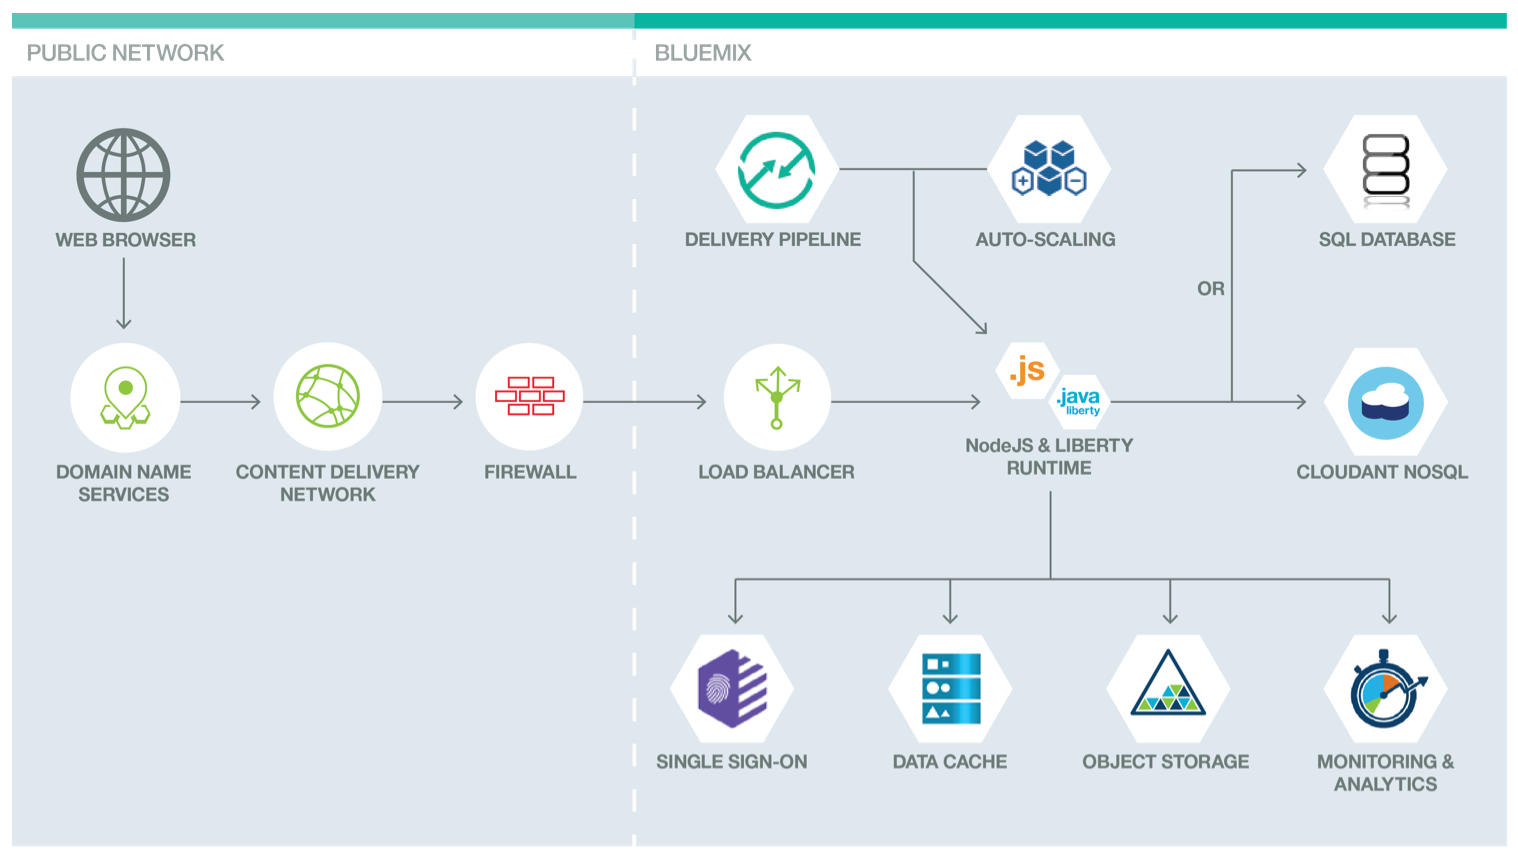 PUBLIC NETWORK
BLUEMIX
WEB BROWSER
DELIVERY PIPELINE
AUTO-SCALING
SQL DATABASE
OR
.js
.java
liberty
DOMAIN NAME
SERVICES
CONTENT DELIVERY
NETWORK
FIREWALL
LOAD BALANCER
NodeJS & LIBERTY
RUNTIME
CLOUDANT NOSQL
SINGLE SIGN-ON
DATA CACHE
OBJECT STORAGE
MONITORING &
ANALYTICS